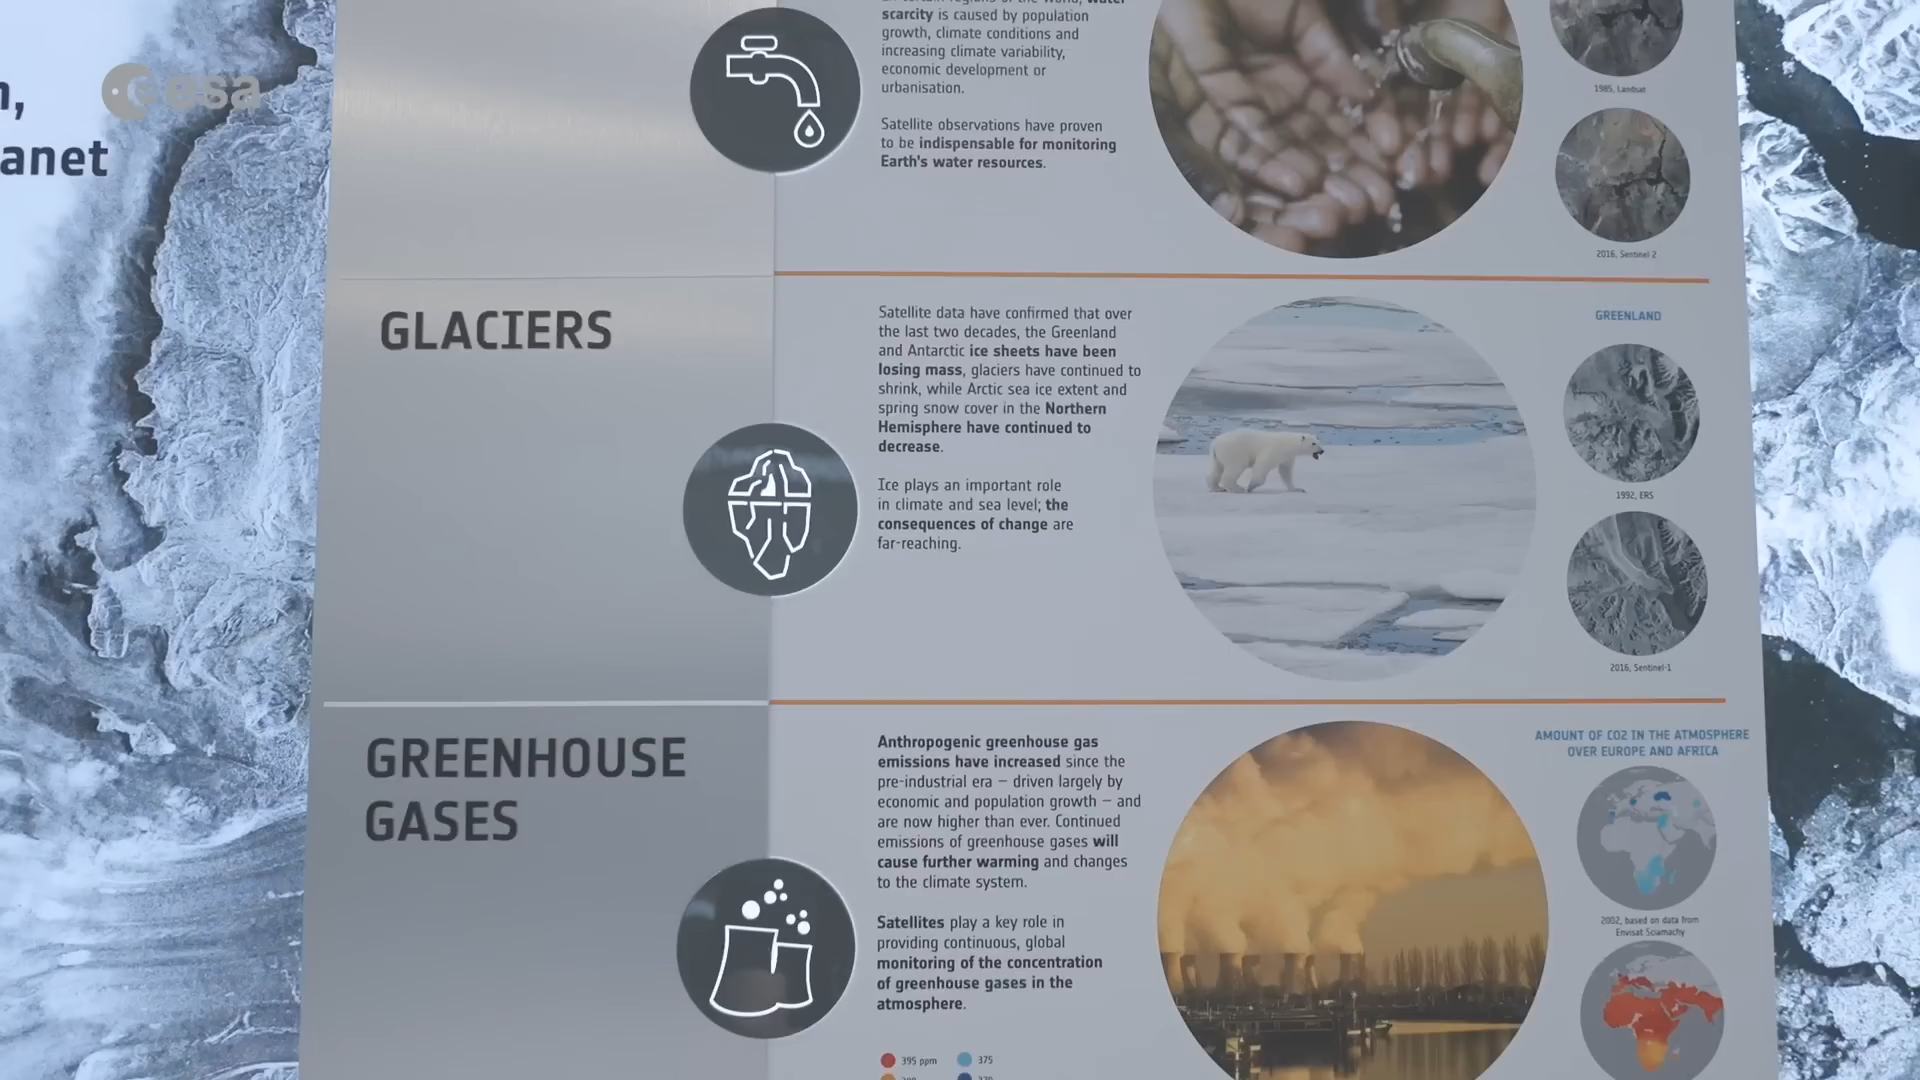 esa
anet
scarcity is caused by population
growth, climate conditions and
increasing climate variability,
economic development or
urbanisation.
Satellite observations have proven
to be indispensable for monitoring
Earth's water resources.
1985, Landsat
2016, Sentinel 2
GLACIERS
Satellite data have confirmed that over
the last two decades, the Greenland
and Antarctic ice sheets have been
losing mass, glaciers have continued to
shrink, while Arctic sea ice extent and
spring snow cover in the Northern
Hemisphere have continued to
decrease.
Ice plays an important role
in climate and sea level; the
consequences of change are
far-reaching.
GREENLAND
1992, ERS
2016, Sentinel-1
GREENHOUSE
GASES
Anthropogenic greenhouse gas
emissions have increased since the
pre-industrial era – driven largely by
economic and population growth – and
are now higher than ever. Continued
emissions of greenhouse gases will
cause further warming and changes
to the climate system.
Satellites play a key role in
providing continuous, global
monitoring of the concentration
of greenhouse gases in the
atmosphere.
395 ppm
375
AMOUNT OF CO2 IN THE ATMOSPHERE
OVER EUROPE AND AFRICA
2002, based on data from
Envisat Sciamachy